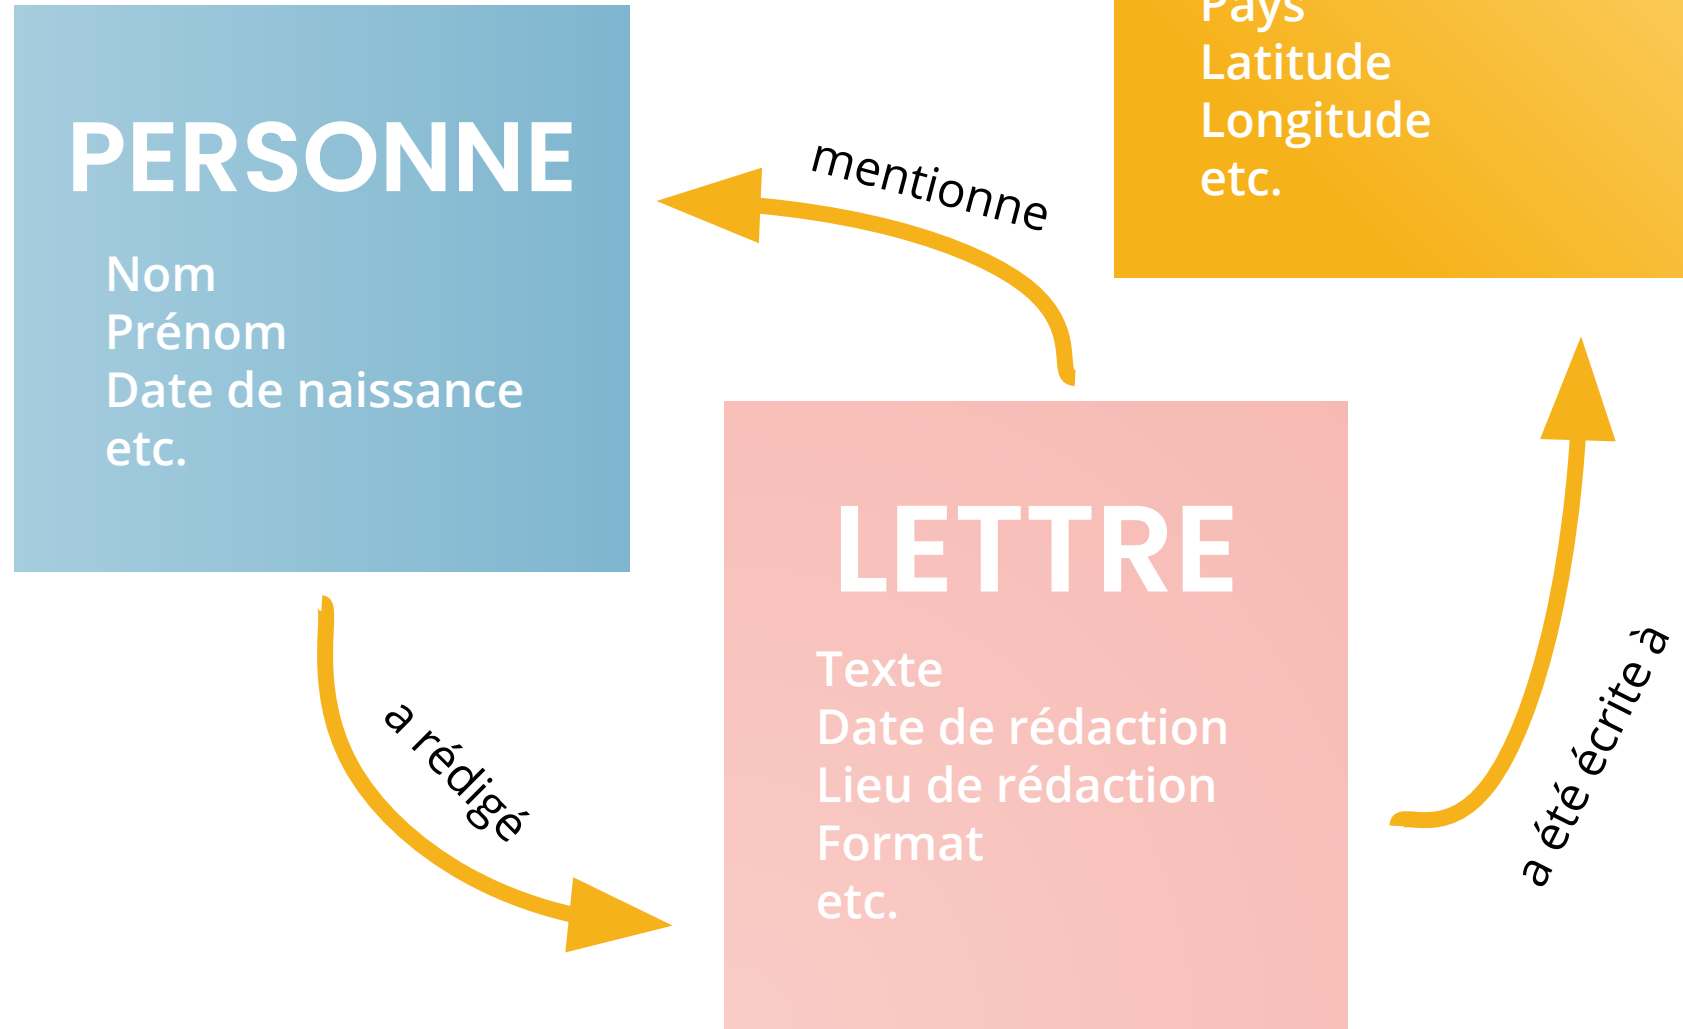 PERSONNE
Nom
Prénom
Date de naissance
etc.
mentionne
Pays
Latitude
Longitude
etc.
a rédigé
LETTRE
Texte
Date de rédaction
Lieu de rédaction
Format
etc.
a été écrite à